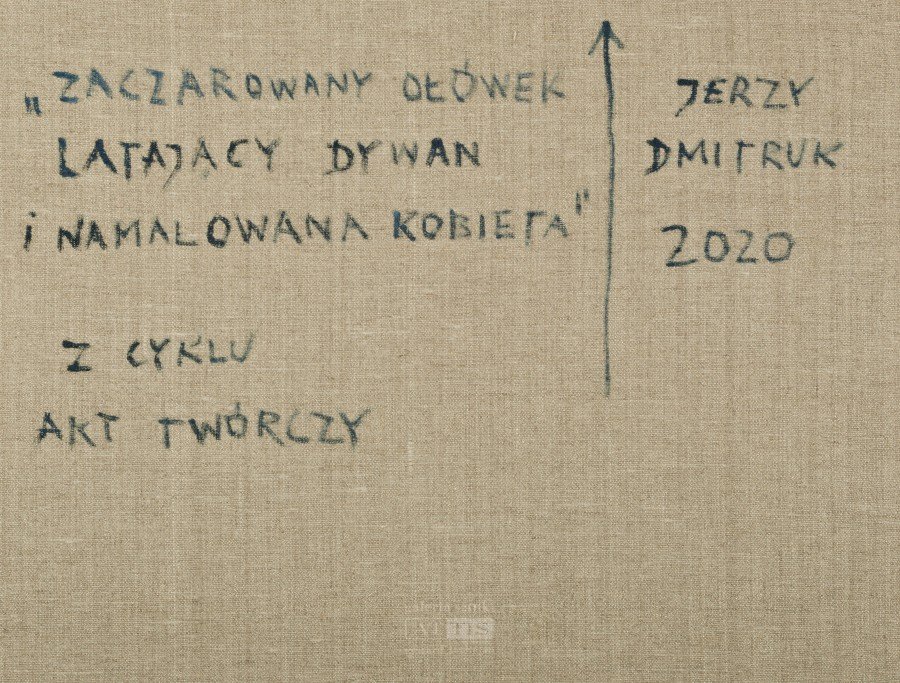 „ZACZAROWANY OŁÓWEK
LATAJĄCY DYWAN
i NAMALOWANA KOBIETA"
Z CYKLU
AKT TWÓRCZY
JERZY
DMITRUK
2020